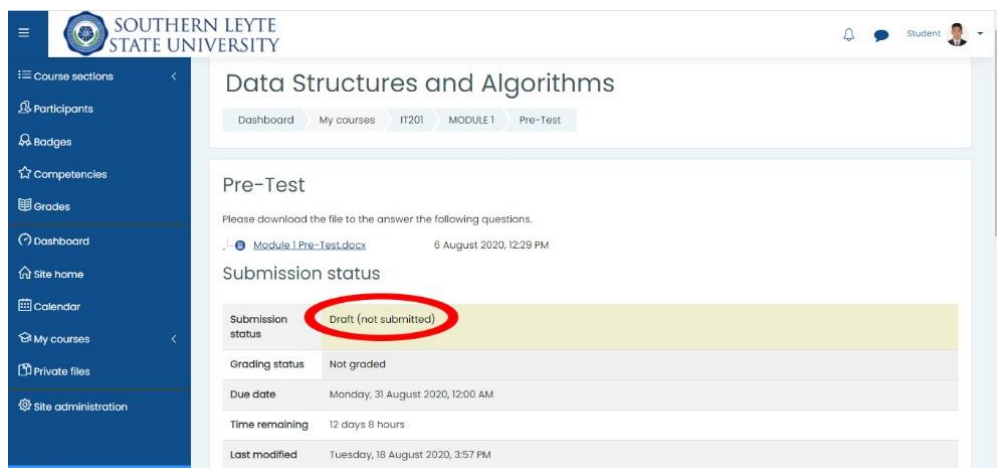 SOUTHERN LEYTE
STATE UNIVERSITY
Student
Course sections
Participants
Badges
Competencies
Grades
Dashboard
Site home
Calendar
My courses
Private files
Site administration
Data Structures and Algorithms
Dashboard My courses IT201 MODULE 1 Pre-Test
Pre-Test
Please download the file to the answer the following questions.
Module 1 Pre-Test.docx 6 August 2020, 12:29 PM
Submission status
Submission status Draft (not submitted)
Grading status Not graded
Due date Monday, 31 August 2020, 12:00 AM
Time remaining 12 days 8 hours
Last modified Tuesday, 18 August 2020, 3:57 PM